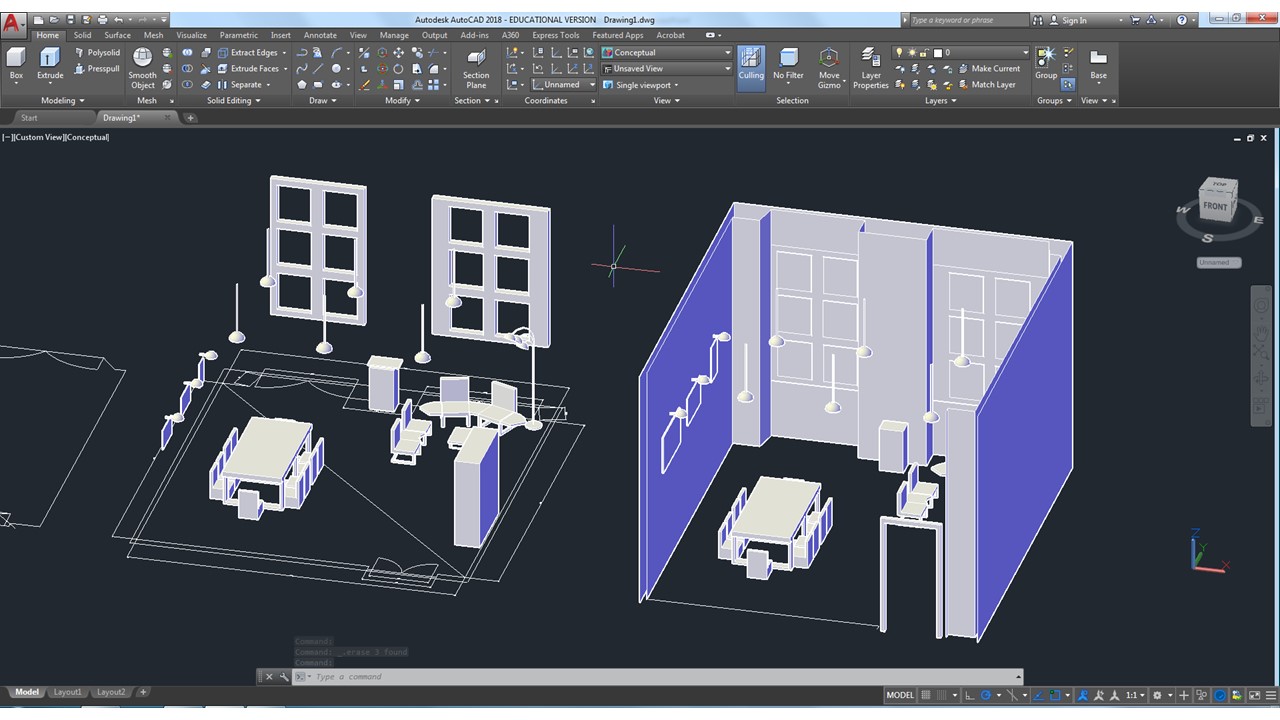 Autodesk AutoCAD 2018 - EDUCATIONAL VERSION Drawing1.dwg
Type a keyword or phrase
Sign In
Home Solid Surface Mesh Visualize Parametric Insert Annotate View Manage Output Add-ins A360 Express Tools Featured Apps Acrobat
Box
Extrude
Polysolid
Presspull
Smooth Object
Extract Edges
Extrude Faces
Separate
Section Plane
Unnamed
Conceptual
Unsaved View
Single viewport
Culling
No Filter
Move Gizmo
Layer Properties
0
Make Current
Match Layer
Group
Base
Modeling Mesh Solid Editing Draw Modify Section Coordinates View Selection Layers Groups View
Start Drawing1*
[−][Custom View][Conceptual]
TOP
FRONT
W
E
S
Unnamed
Z
Y
X
Command:
Command: _.erase 3 found
Command:
Type a command
Model Layout1 Layout2
MODEL
1:1